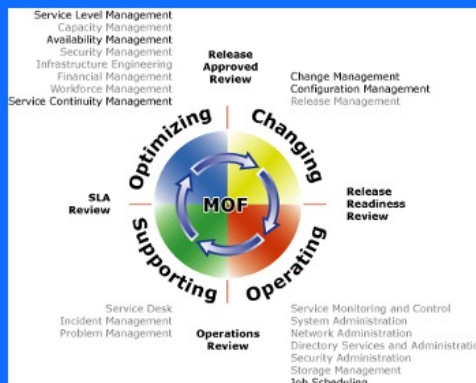 Service Level Management
Capacity Management
Availability Management
Security Management
Infrastructure Engineering
Financial Management
Workforce Management
Service Continuity Management
Release
Approved
Review
Change Management
Configuration Management
Release Management
Optimizing
Changing
SLA
Review
MOF
Release
Readiness
Review
Supporting
Operating
Service Desk
Incident Management
Problem Management
Operations
Review
Service Monitoring and Control
System Administration
Network Administration
Directory Services and Administratio
Security Administration
Storage Management
Job Scheduling